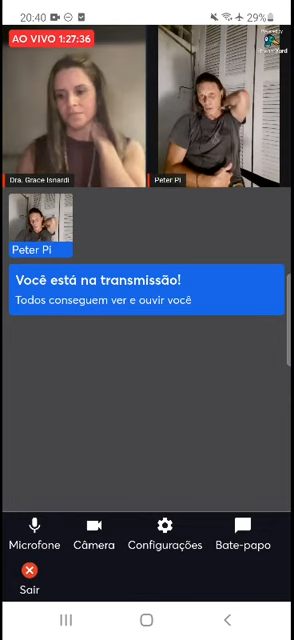 20:40
29%
AO VIVO 1:27:36
StreamYard
Dra. Grace Isnardi
Peter Pi
Peter Pi
Você está na transmissão!
Todos conseguem ver e ouvir você
Microfone
Câmera
Configurações
Bate-papo
Sair